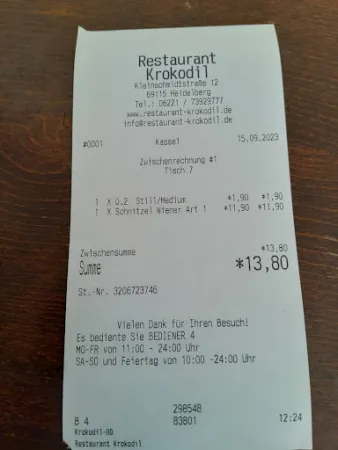 Restaurant
Krokodil
Kleinschmidtstraße 12
69115 Heidelberg
Tel.: 06221 / 73929777
www.restaurant-krokodil.de
info@restaurant-krokodil.de
#0001 Kasse1 15.09.2023
Zwischenrechnung #1
Tisch 7
1 X 0,2 Still/Medium *1,90 *1,90
1 X Schnitzel Wiener Art 1 *11,90 *11,90
Zwischensumme *13,80
Summe *13,80
St.-Nr. 3206723746
Vielen Dank für Ihren Besuch!
Es bediente Sie BEDIENER 4
MO-FR von 11:00 - 24:00 Uhr
SA-SO und Feiertag von 10:00 -24:00 Uhr
298548
B 4 83801 12:24
Krokodil-HD
Restaurant Krokodil